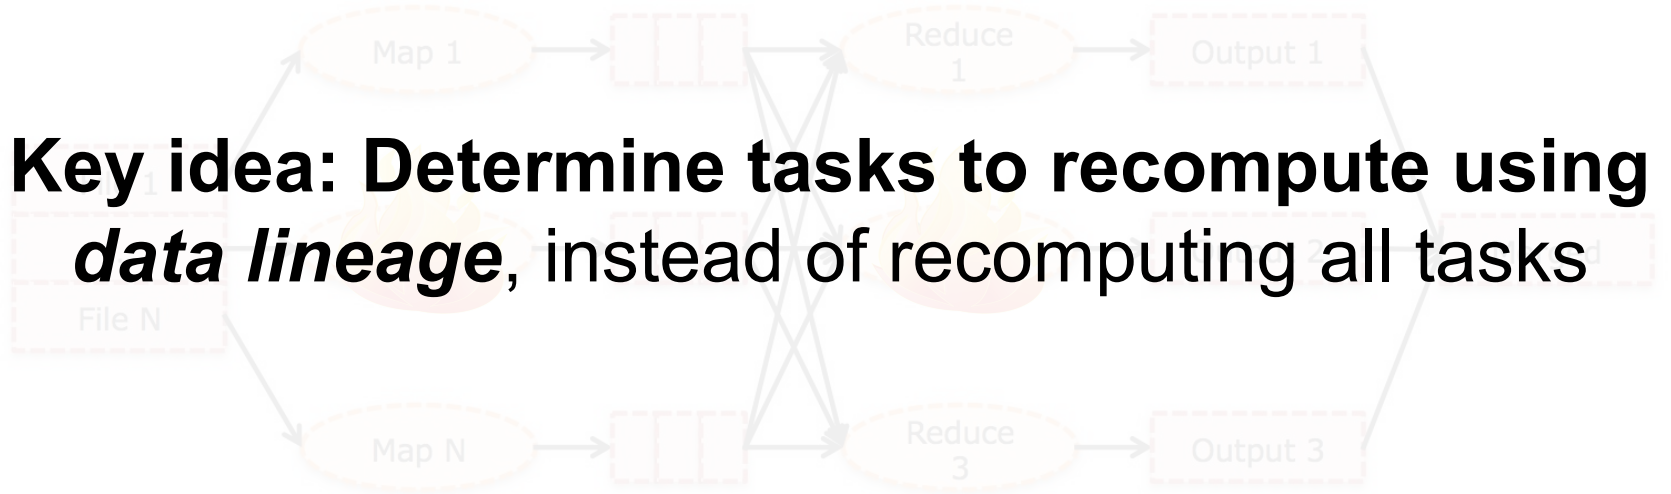 Map 1
Reduce
1
Output 1
Key idea: Determine tasks to recompute using
data lineage, instead of recomputing all tasks
File N
Map N
Reduce
3
Output 3